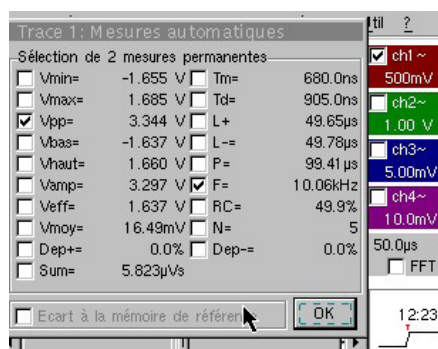 Trace 1: Mesures automatiques
Sélection de 2 mesures permanentes
Vmin= -1.655 V Tm= 680.0ns
Vmax= 1.685 V Td= 905.0ns
Vpp= 3.344 V L+ 49.65µs
Vbas= -1.637 V L-= 49.78µs
Vhaut= 1.660 V P= 99.41 µs
Vamp= 3.297 V F= 10.06kHz
Veff= 1.637 V RC= 49.9%
Vmoy= 16.49mV N= 5
Dep+= 0.0% Dep-= 0.0%
Sum= 5.823µVs
Ecart à la mémoire de référen
OK
til ?
ch1~
500mV
ch2~
1.00 V
ch3~
5.00mV
ch4~
10.0mV
50.0µs
FFT
12:23